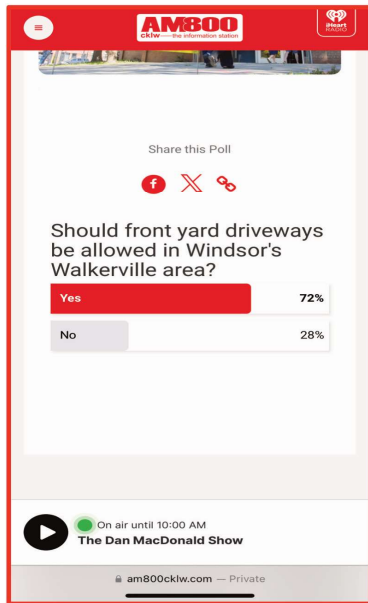 AM800
cklw—the information station
iHeart
RADIO
Share this Poll
Should front yard driveways
be allowed in Windsor's
Walkerville area?
Yes 72%
No 28%
On air until 10:00 AM
The Dan MacDonald Show
am800cklw.com — Private